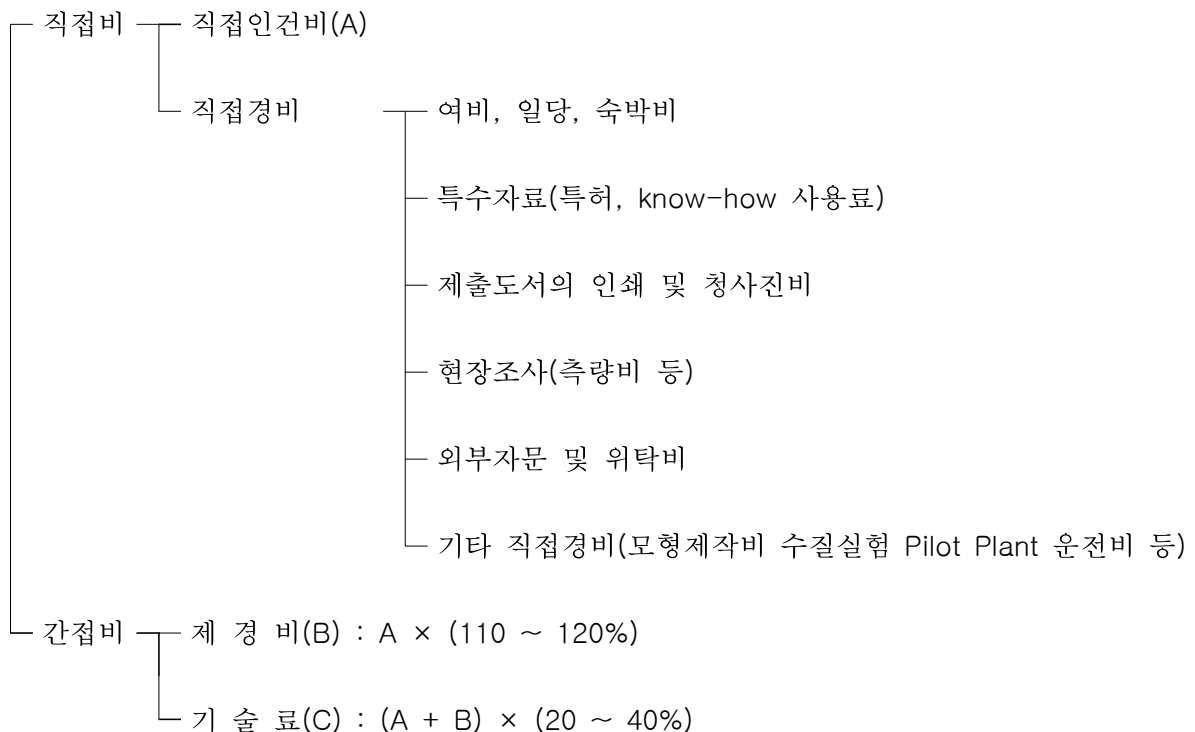 직접비 직접인건비(A)
직접경비 여비, 일당, 숙박비
특수자료(특허, know-how 사용료)
제출도서의 인쇄 및 청사진비
현장조사(측량비 등)
외부자문 및 위탁비
기타 직접경비(모형제작비 수질실험 Pilot Plant 운전비 등)
간접비 제 경 비(B) : A × (110 ~ 120%)
기 술 료(C) : (A + B) × (20 ~ 40%)